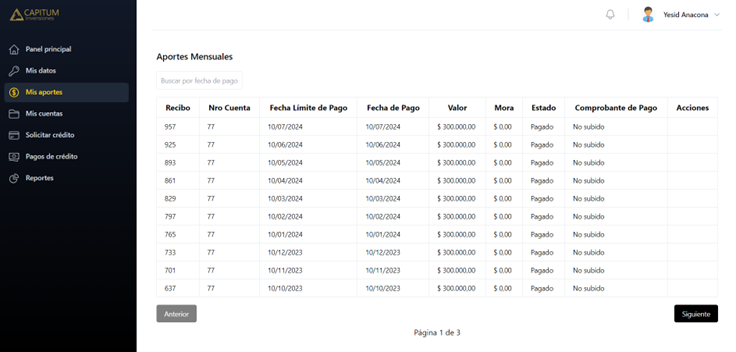 CAPITUM
Inversiones
Yesid Anacona
Panel principal
Mis datos
Mis aportes
Mis cuentas
Solicitar crédito
Pagos de crédito
Reportes
Aportes Mensuales
Buscar por fecha de pago
Recibo Nro Cuenta Fecha Límite de Pago Fecha de Pago Valor Mora Estado Comprobante de Pago Acciones
957 77 10/07/2024 10/07/2024 $ 300.000,00 $ 0,00 Pagado No subido
925 77 10/06/2024 10/06/2024 $ 300.000,00 $ 0,00 Pagado No subido
893 77 10/05/2024 10/05/2024 $ 300.000,00 $ 0,00 Pagado No subido
861 77 10/04/2024 10/04/2024 $ 300.000,00 $ 0,00 Pagado No subido
829 77 10/03/2024 10/03/2024 $ 300.000,00 $ 0,00 Pagado No subido
797 77 10/02/2024 10/02/2024 $ 300.000,00 $ 0,00 Pagado No subido
765 77 10/01/2024 10/01/2024 $ 300.000,00 $ 0,00 Pagado No subido
733 77 10/12/2023 10/12/2023 $ 300.000,00 $ 0,00 Pagado No subido
701 77 10/11/2023 10/11/2023 $ 300.000,00 $ 0,00 Pagado No subido
637 77 10/10/2023 10/10/2023 $ 300.000,00 $ 0,00 Pagado No subido
Anterior
Siguiente
Página 1 de 3